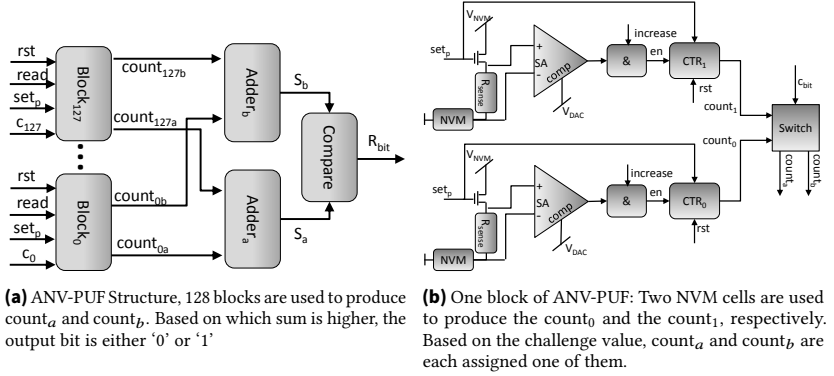 rst
read
set_p
c_127
Block_127
count_127b
count_127a
Adder_b
S_b
Compare
R_bit
rst
read
set_p
c_0
Block_0
count_0b
count_0a
Adder_a
S_a
(a) ANV-PUF Structure, 128 blocks are used to produce
count_a and count_b. Based on which sum is higher, the
output bit is either ‘0’ or ‘1’
V_NVM
set_p
R_sense
NVM
+
SA
-
comp
V_DAC
increase
&
en
CTR_1
rst
count_1
c_bit
Switch
count_0
count_a
count_b
V_NVM
set_p
R_sense
NVM
+
SA
-
comp
V_DAC
increase
&
en
CTR_0
rst
(b) One block of ANV-PUF: Two NVM cells are used
to produce the count_0 and the count_1, respectively.
Based on the challenge value, count_a and count_b are
each assigned one of them.